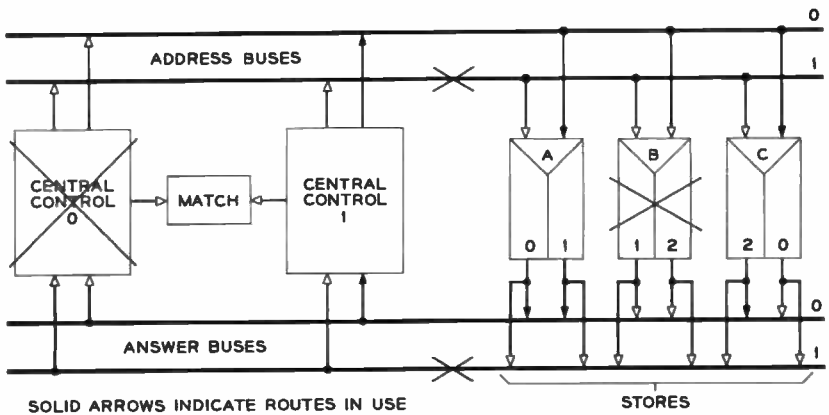 0
ADDRESS BUSES
1
A
B
C
CENTRAL
CONTROL
0
MATCH
CENTRAL
CONTROL
1
0 1
1 2
2 0
0
ANSWER BUSES
1
SOLID ARROWS INDICATE ROUTES IN USE
STORES